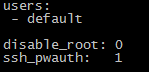 users:
 - default

disable_root: 0
ssh_pwauth:   1